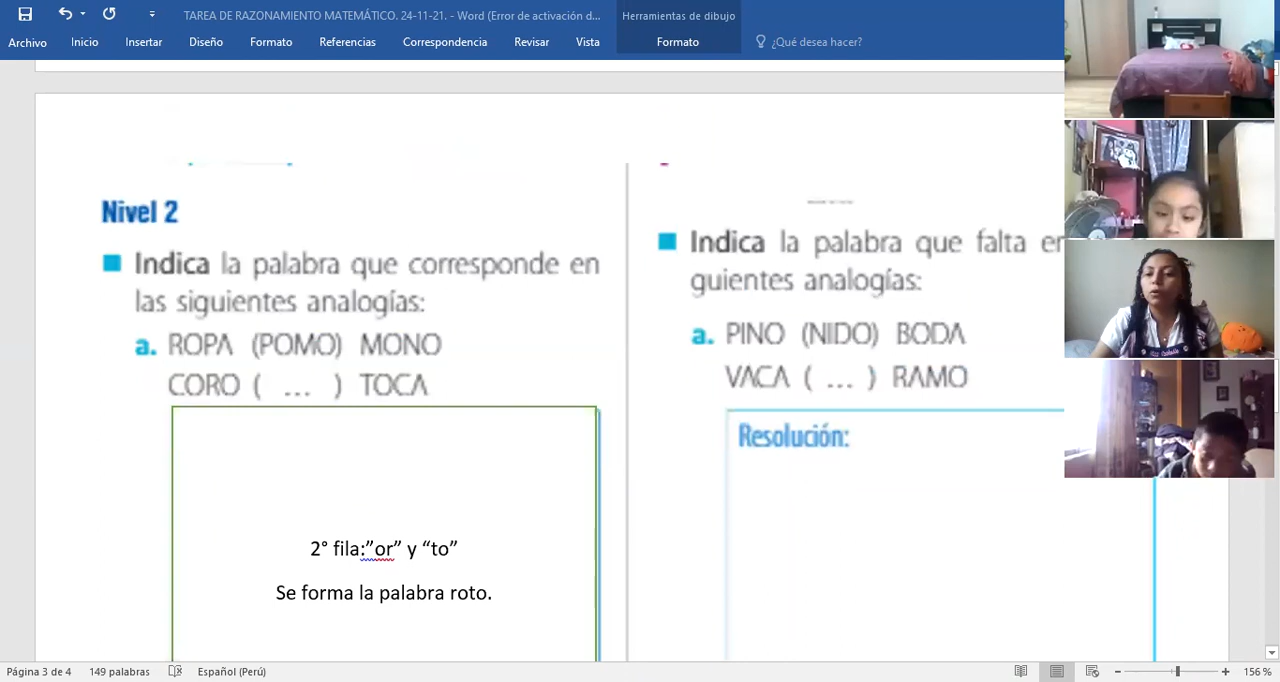 TAREA DE RAZONAMIENTO MATEMÁTICO. 24-11-21. - Word (Error de activación d...
Herramientas de dibujo
Archivo Inicio Insertar Diseño Formato Referencias Correspondencia Revisar Vista Formato ¿Qué desea hacer?
Nivel 2
Indica la palabra que corresponde en
las siguientes analogías:
a. ROPA (POMO) MONO
CORO ( ... ) TOCA
2° fila:”or” y “to”
Se forma la palabra roto.
Indica la palabra que falta en
guientes analogías:
a. PINO (NIDO) BODA
VACA ( ... ) RAMO
Resolución:
Página 3 de 4 149 palabras Español (Perú) 156 %